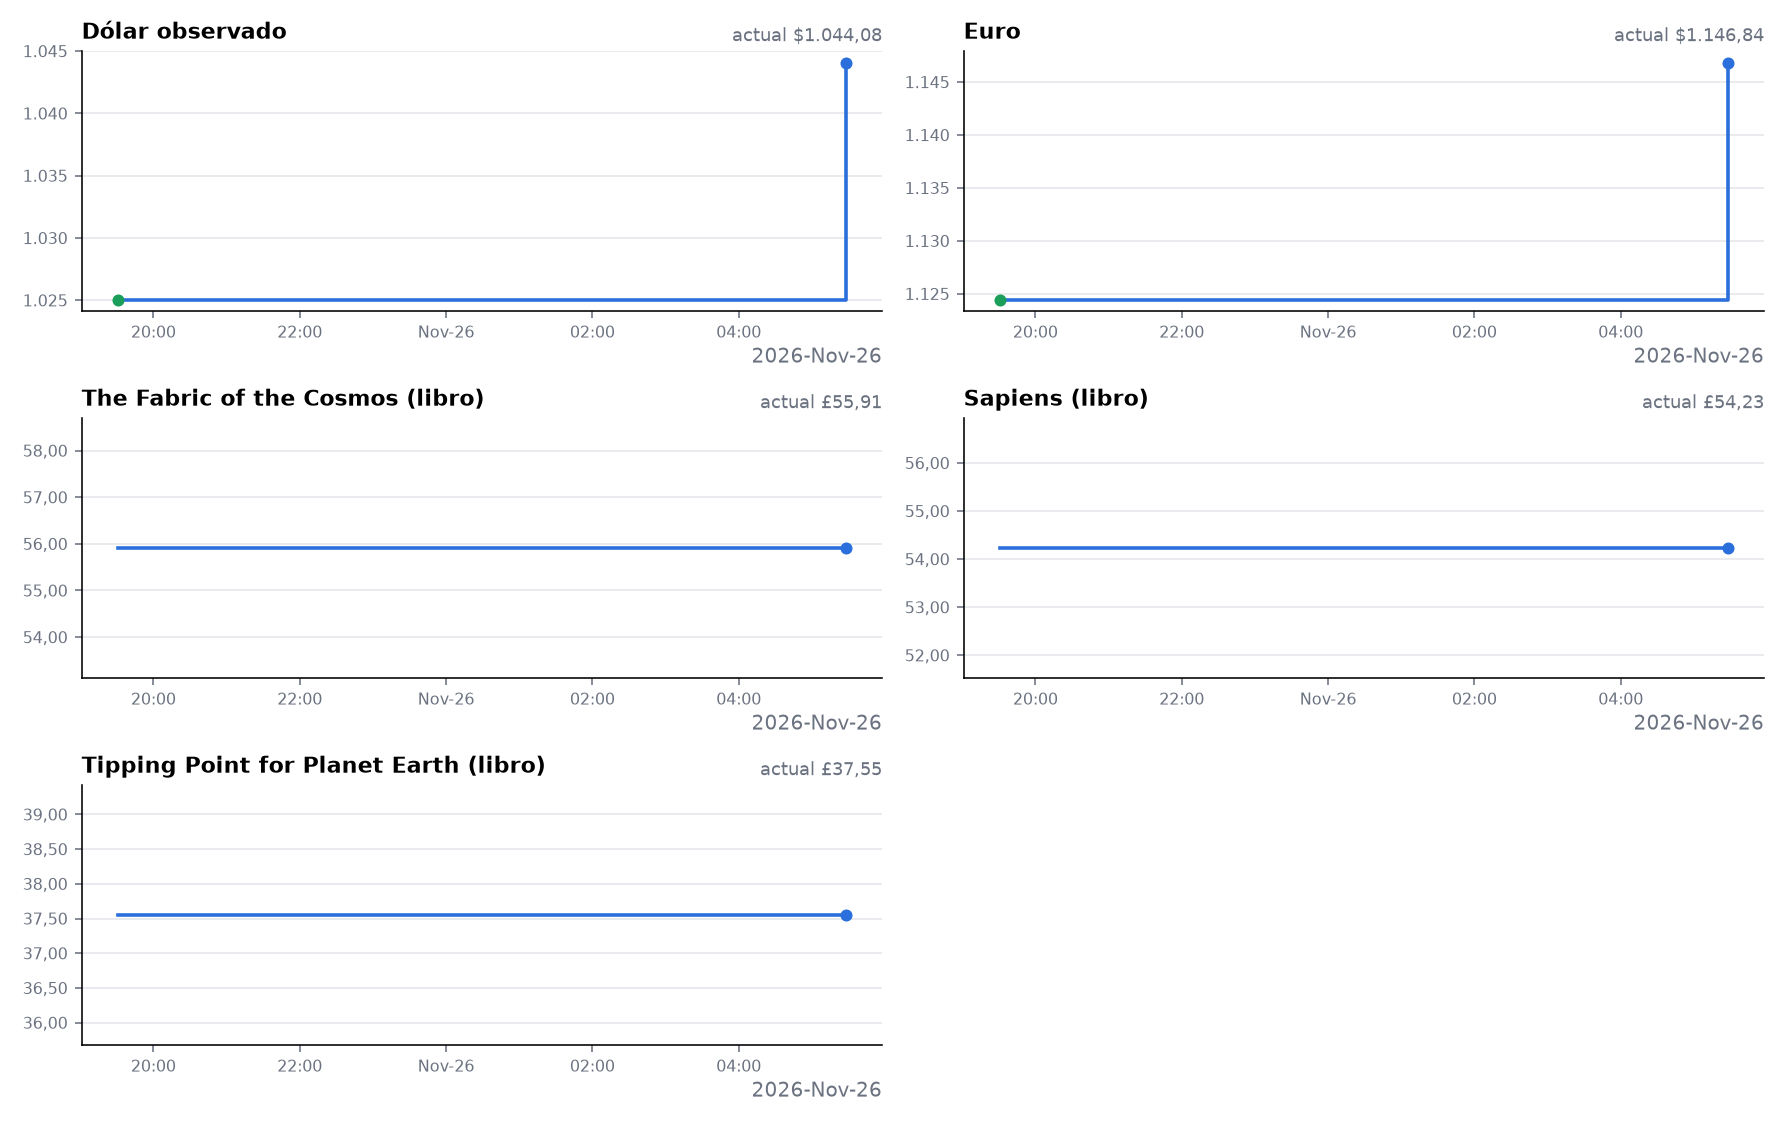 Dólar observado
actual $1.044,08
1.045
1.040
1.035
1.030
1.025
20:00 22:00 Nov-26 02:00 04:00
2026-Nov-26
Euro
actual $1.146,84
1.145
1.140
1.135
1.130
1.125
20:00 22:00 Nov-26 02:00 04:00
2026-Nov-26
The Fabric of the Cosmos (libro)
actual £55,91
58,00
57,00
56,00
55,00
54,00
20:00 22:00 Nov-26 02:00 04:00
2026-Nov-26
Sapiens (libro)
actual £54,23
56,00
55,00
54,00
53,00
52,00
20:00 22:00 Nov-26 02:00 04:00
2026-Nov-26
Tipping Point for Planet Earth (libro)
actual £37,55
39,00
38,50
38,00
37,50
37,00
36,50
36,00
20:00 22:00 Nov-26 02:00 04:00
2026-Nov-26